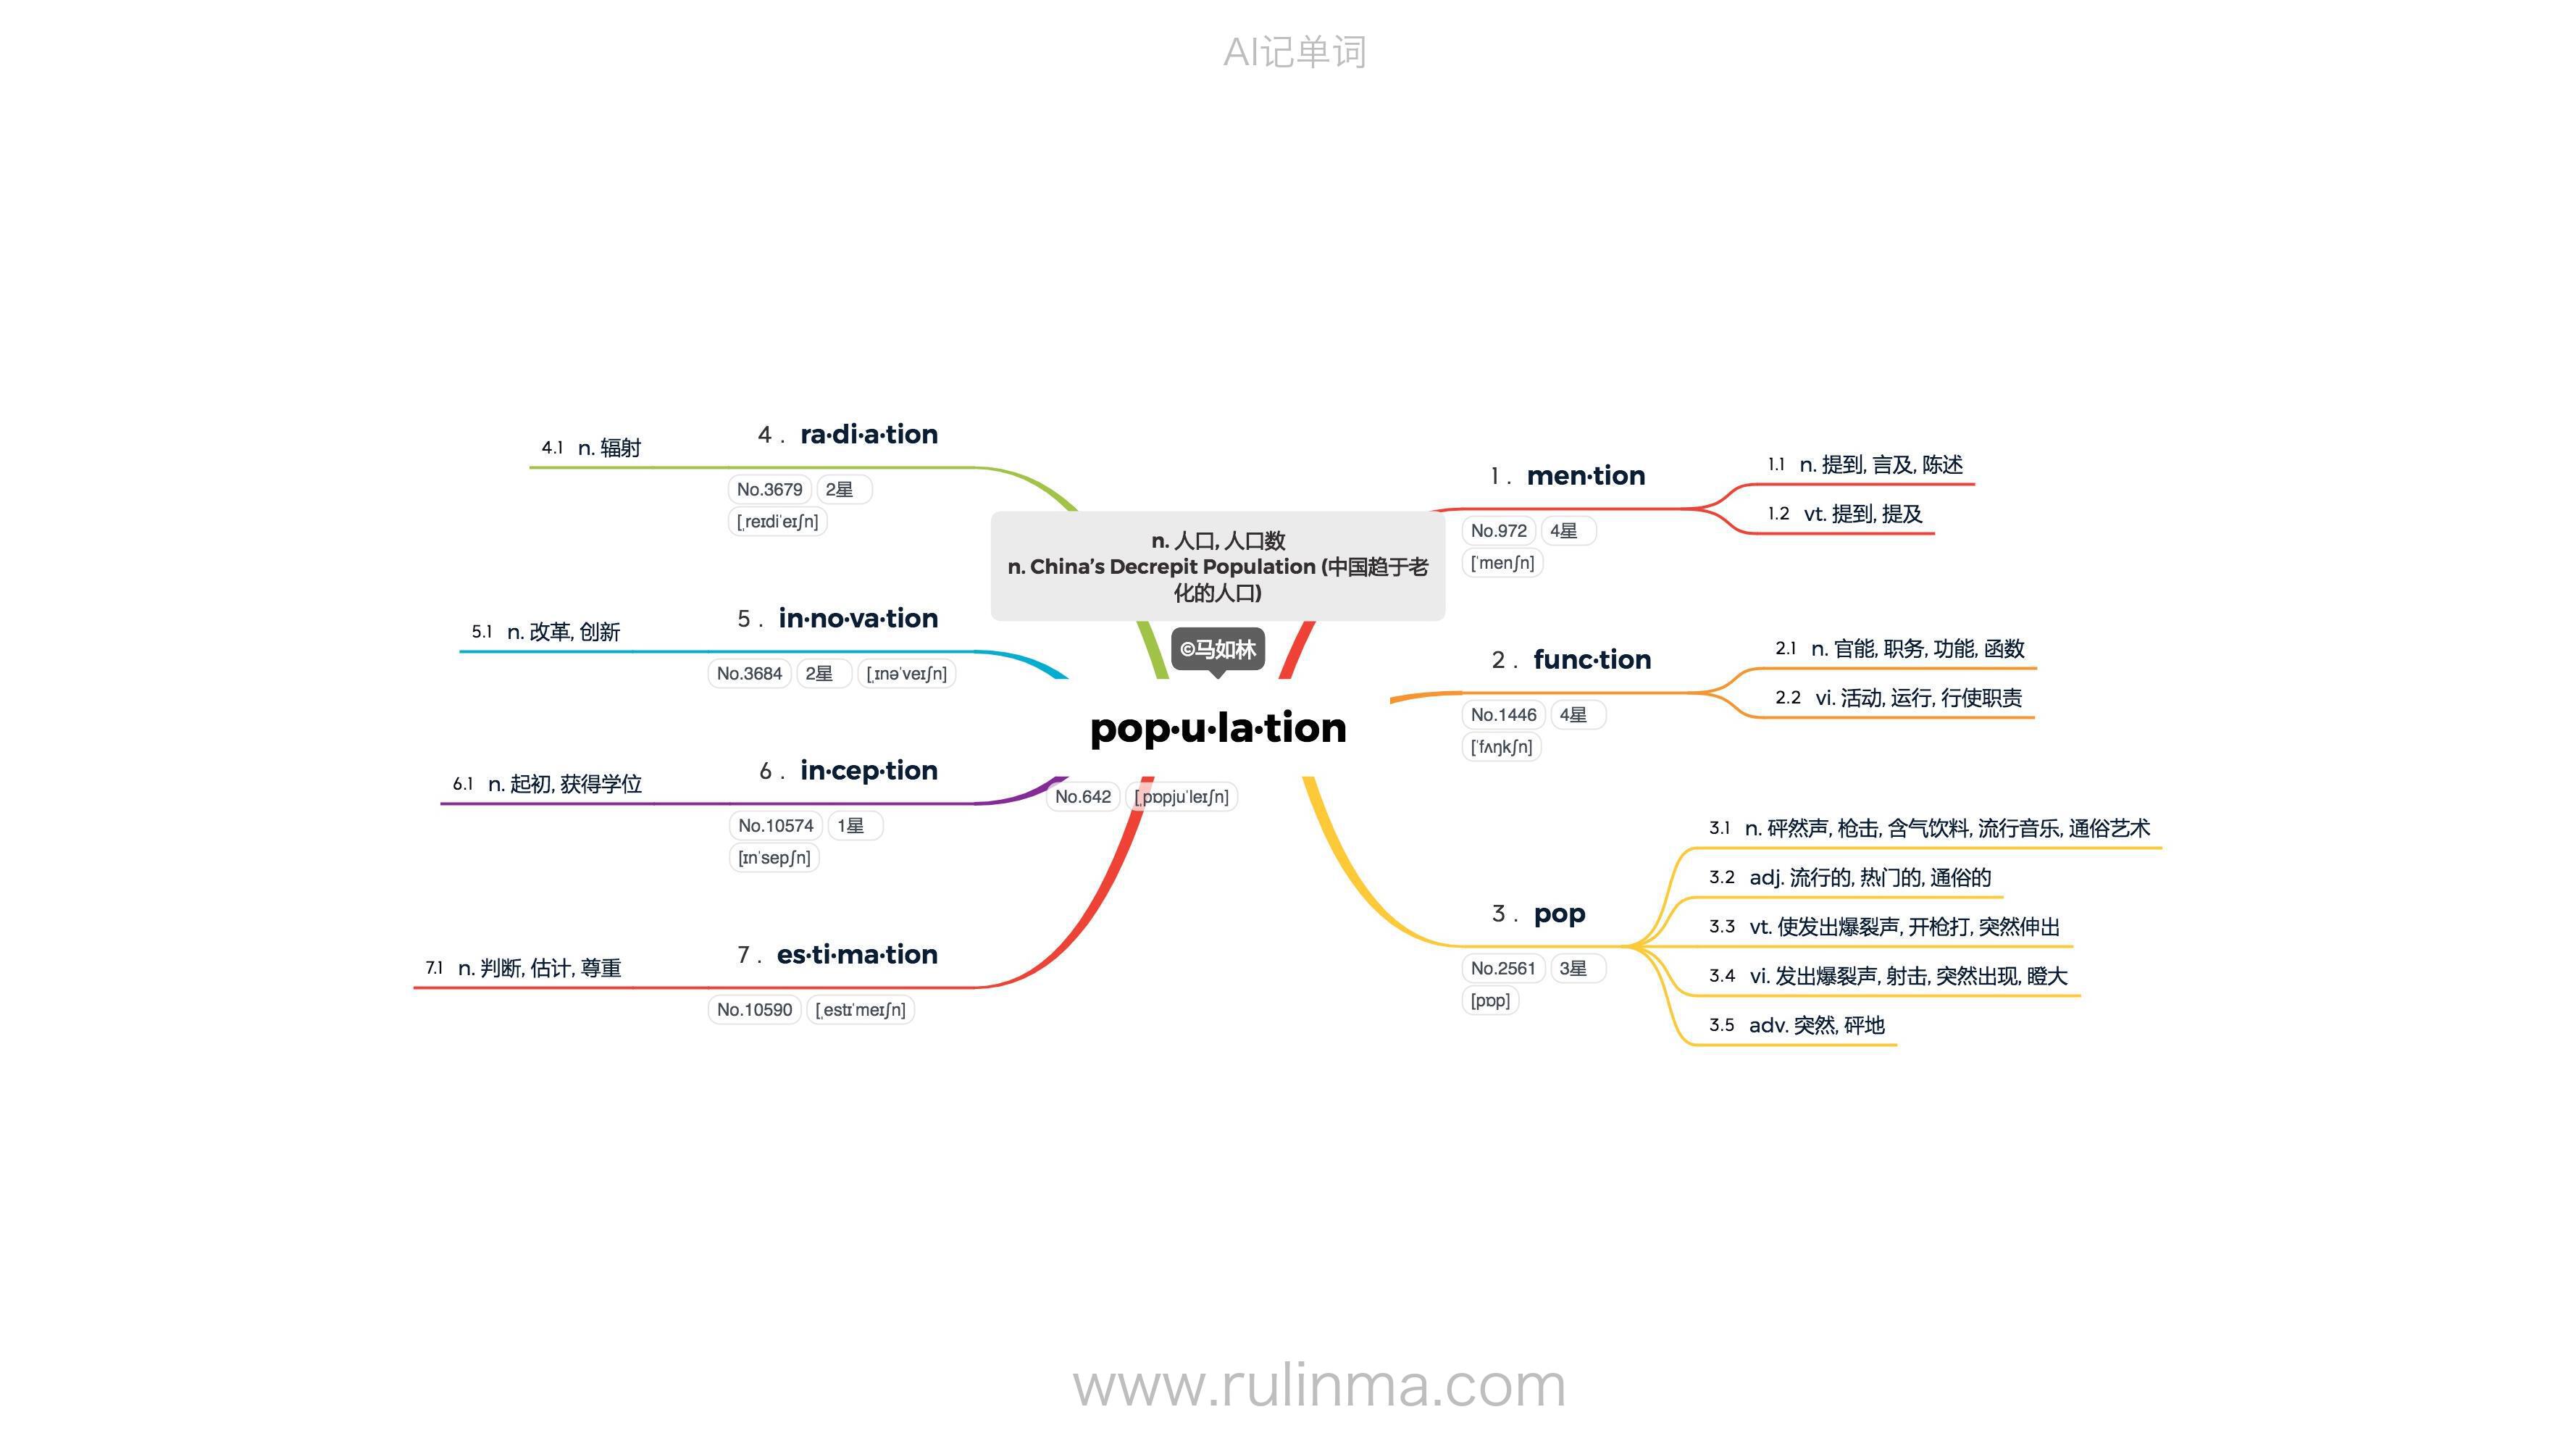 AI记单词
n. 人口, 人口数
n. China’s Decrepit Population (中国趋于老
化的人口)
©马如林
pop·u·la·tion
No.642 [ˌpɒpjuˈleɪʃn]
1 . men·tion
No.972 4星
[ˈmenʃn]
1.1 n. 提到, 言及, 陈述
1.2 vt. 提到, 提及
2 . func·tion
No.1446 4星
[ˈfʌŋkʃn]
2.1 n. 官能, 职务, 功能, 函数
2.2 vi. 活动, 运行, 行使职责
3 . pop
No.2561 3星
[pɒp]
3.1 n. 砰然声, 枪击, 含气饮料, 流行音乐, 通俗艺术
3.2 adj. 流行的, 热门的, 通俗的
3.3 vt. 使发出爆裂声, 开枪打, 突然伸出
3.4 vi. 发出爆裂声, 射击, 突然出现, 瞪大
3.5 adv. 突然, 砰地
4 . ra·di·a·tion
No.3679 2星
[ˌreɪdiˈeɪʃn]
4.1 n. 辐射
5 . in·no·va·tion
No.3684 2星 [ˌɪnəˈveɪʃn]
5.1 n. 改革, 创新
6 . in·cep·tion
No.10574 1星
[ɪnˈsepʃn]
6.1 n. 起初, 获得学位
7 . es·ti·ma·tion
No.10590 [ˌestɪˈmeɪʃn]
7.1 n. 判断, 估计, 尊重
www.rulinma.com